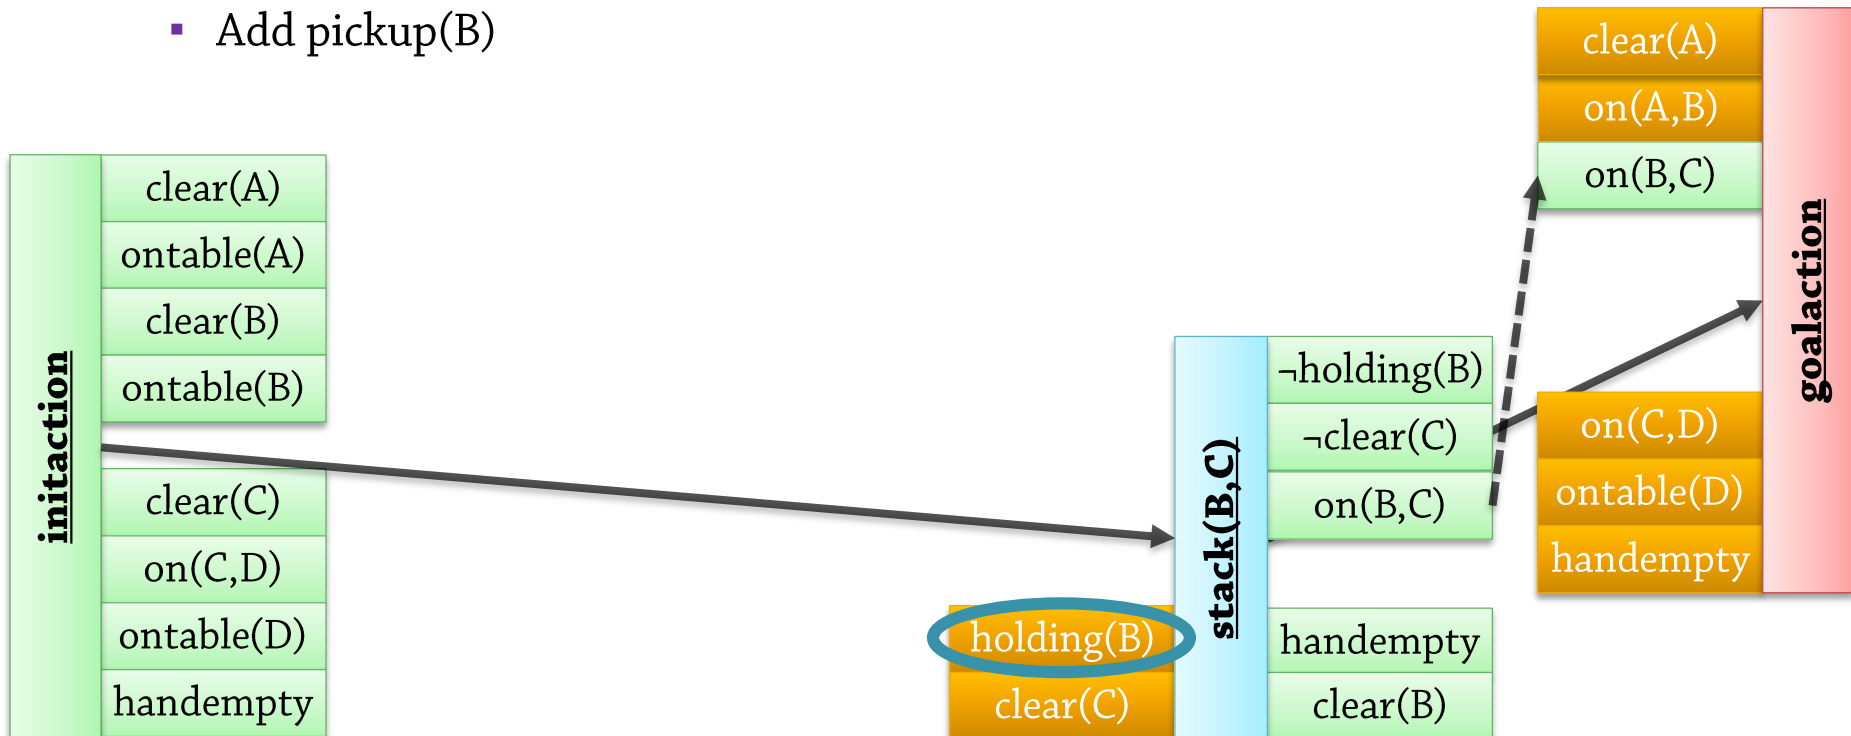 ▪ Add pickup(B)
initaction
clear(A)
ontable(A)
clear(B)
ontable(B)
clear(C)
on(C,D)
ontable(D)
handempty
holding(B)
clear(C)
stack(B,C)
¬holding(B)
¬clear(C)
on(B,C)
handempty
clear(B)
clear(A)
on(A,B)
on(B,C)
on(C,D)
ontable(D)
handempty
goalaction